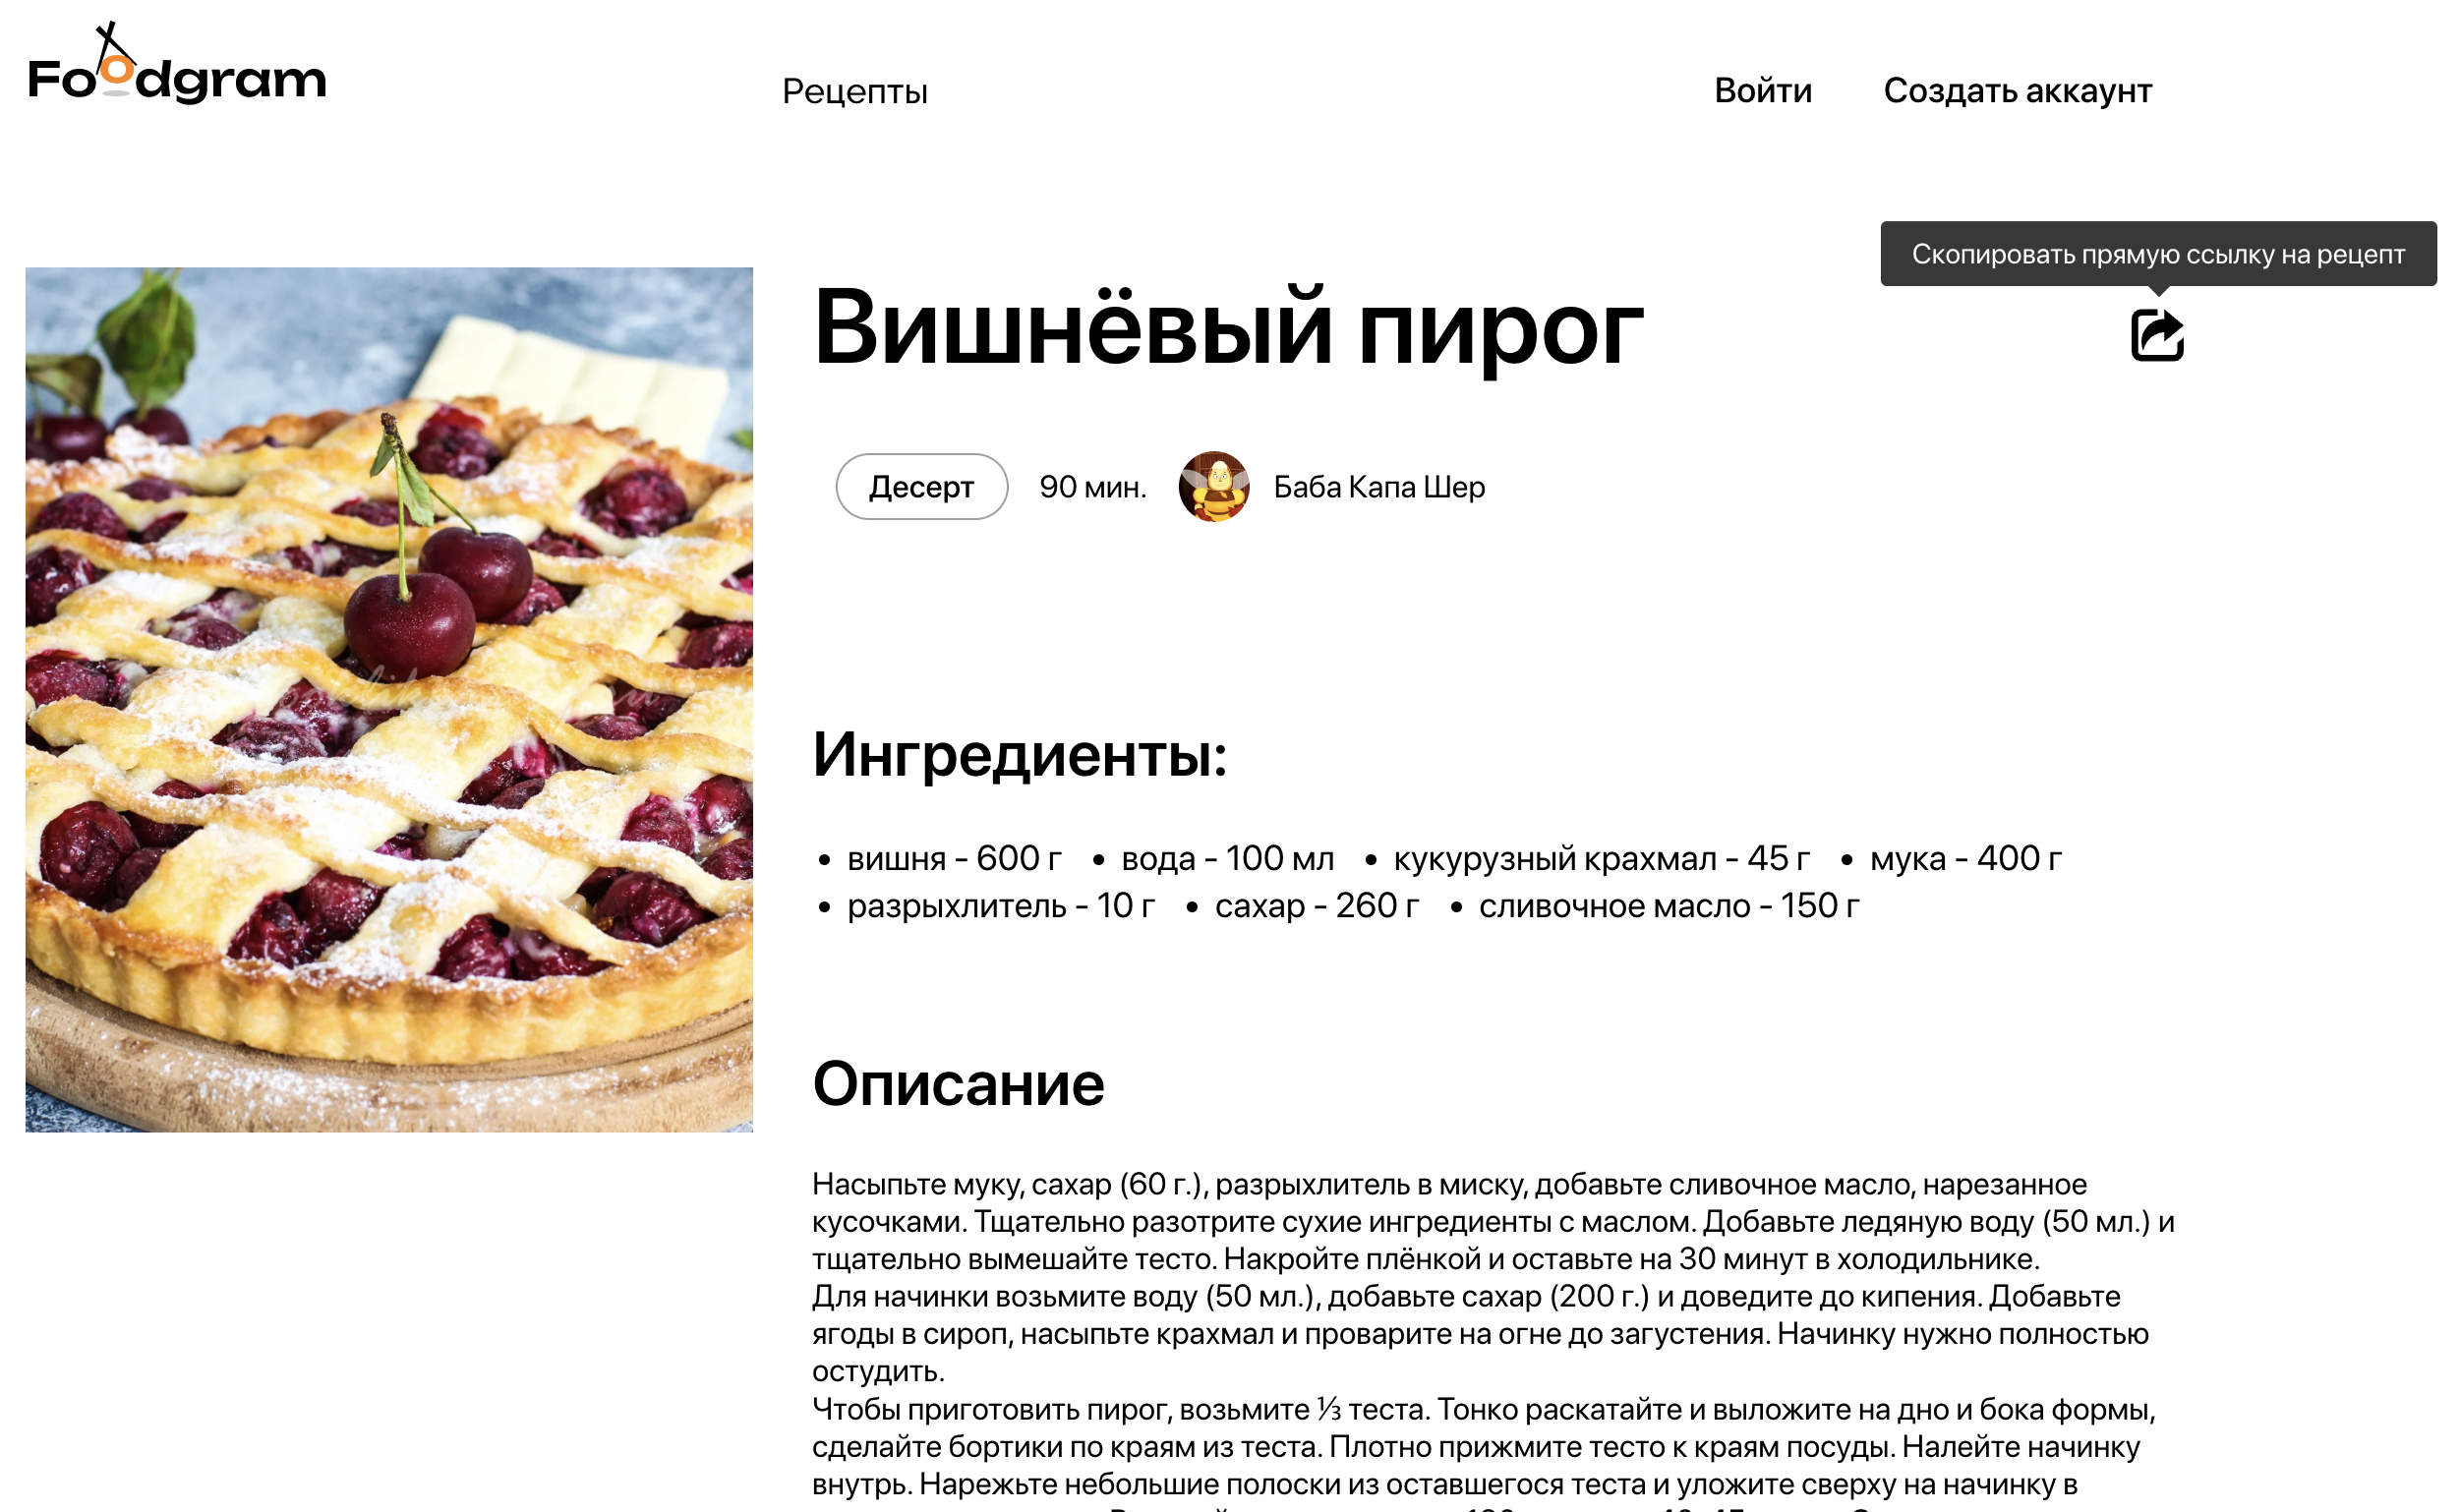 Foodgram
Рецепты
Войти
Создать аккаунт
Скопировать прямую ссылку на рецепт
Вишнёвый пирог
Десерт
90 мин.
Баба Капа Шер
Ингредиенты:
• вишня - 600 г • вода - 100 мл • кукурузный крахмал - 45 г • мука - 400 г
• разрыхлитель - 10 г • сахар - 260 г • сливочное масло - 150 г
Описание
Насыпьте муку, сахар (60 г.), разрыхлитель в миску, добавьте сливочное масло, нарезанное
кусочками. Тщательно разотрите сухие ингредиенты с маслом. Добавьте ледяную воду (50 мл.) и
тщательно вымешайте тесто. Накройте плёнкой и оставьте на 30 минут в холодильнике.
Для начинки возьмите воду (50 мл.), добавьте сахар (200 г.) и доведите до кипения. Добавьте
ягоды в сироп, насыпьте крахмал и проварите на огне до загустения. Начинку нужно полностью
остудить.
Чтобы приготовить пирог, возьмите ⅓ теста. Тонко раскатайте и выложите на дно и бока формы,
сделайте бортики по краям из теста. Плотно прижмите тесто к краям посуды. Налейте начинку
внутрь. Нарежьте небольшие полоски из оставшегося теста и уложите сверху на начинку в